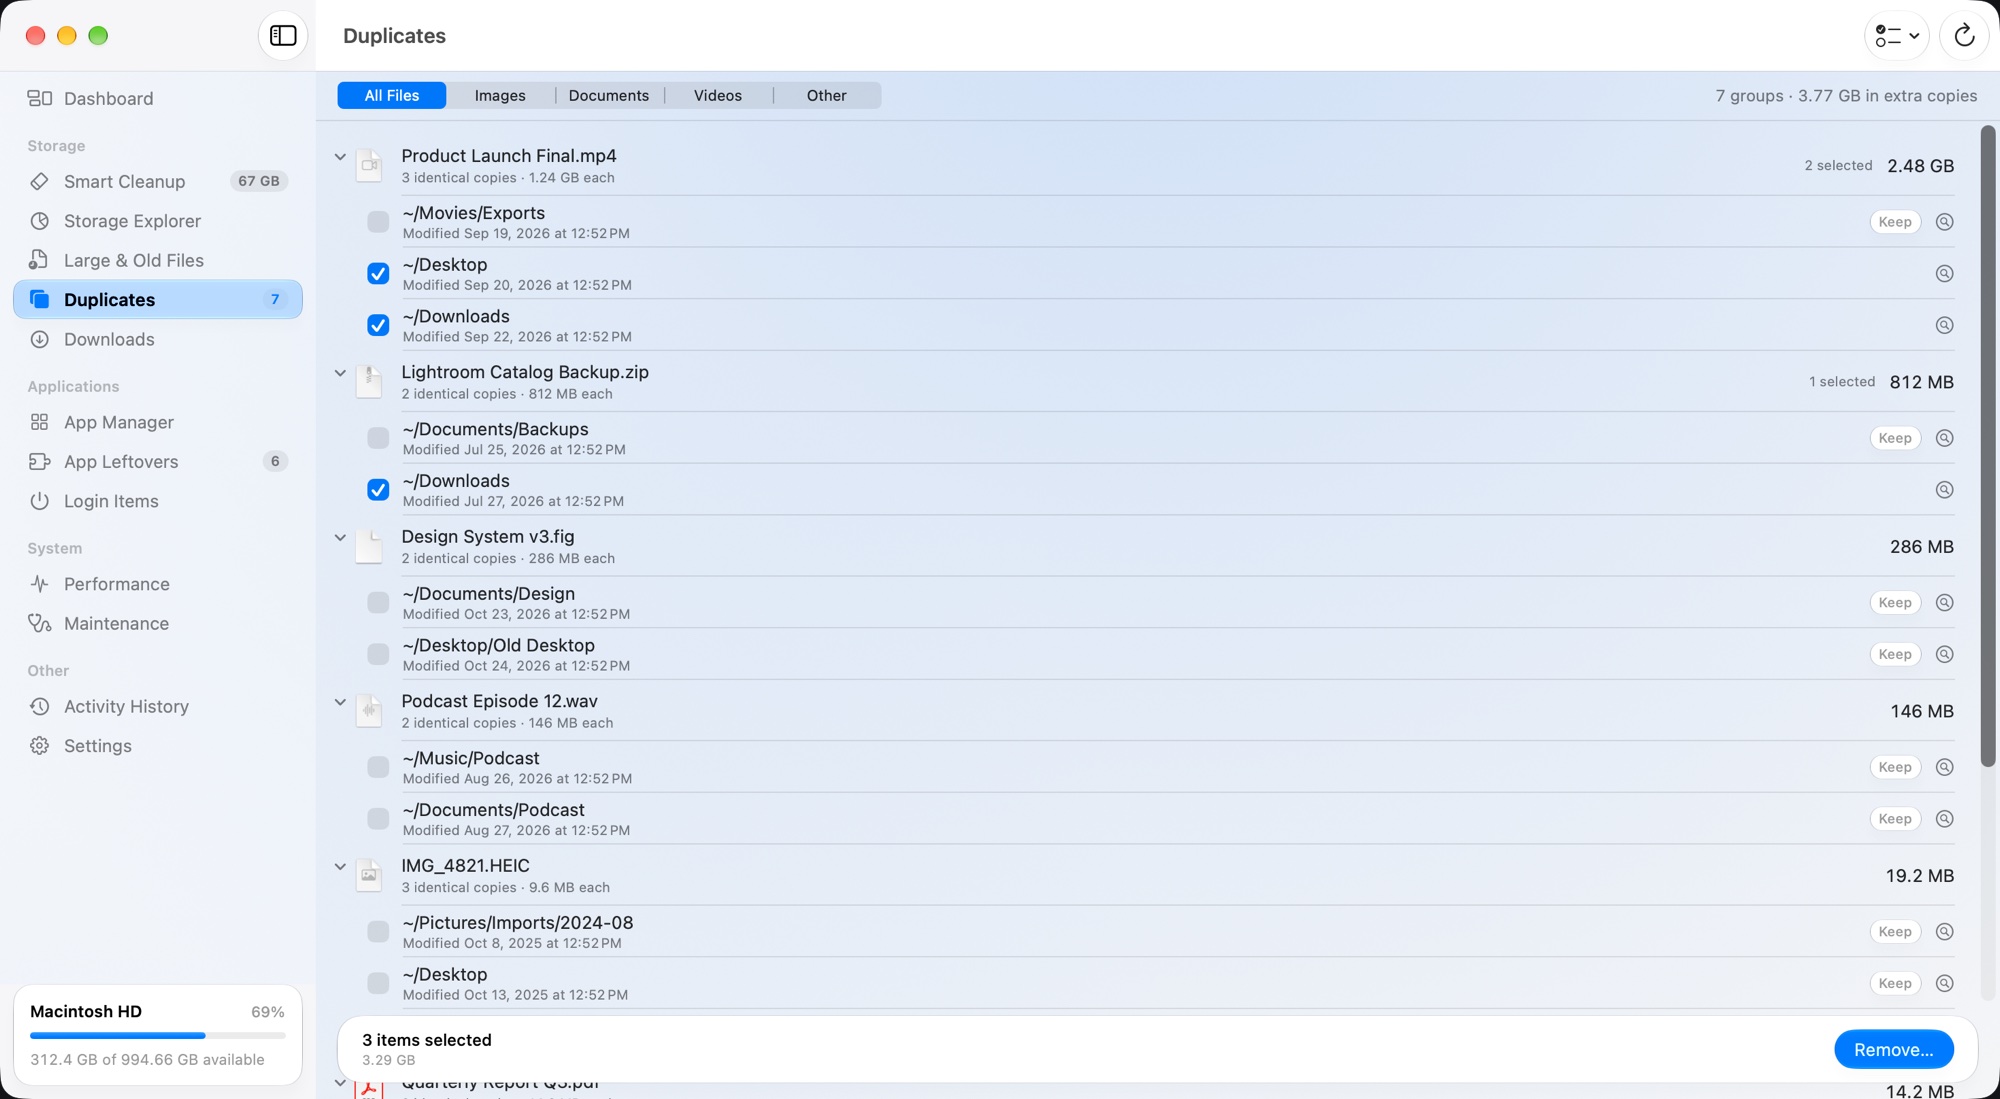 Duplicates
Dashboard
Storage
Smart Cleanup 67 GB
Storage Explorer
Large & Old Files
Duplicates 7
Downloads
Applications
App Manager
App Leftovers 6
Login Items
System
Performance
Maintenance
Other
Activity History
Settings
Macintosh HD 69%
312.4 GB of 994.66 GB available
All Files Images Documents Videos Other 7 groups · 3.77 GB in extra copies
Product Launch Final.mp4
3 identical copies · 1.24 GB each
2 selected 2.48 GB
~/Movies/Exports
Modified Sep 19, 2026 at 12:52 PM
Keep
~/Desktop
Modified Sep 20, 2026 at 12:52 PM
~/Downloads
Modified Sep 22, 2026 at 12:52 PM
Lightroom Catalog Backup.zip
2 identical copies · 812 MB each
1 selected 812 MB
~/Documents/Backups
Modified Jul 25, 2026 at 12:52 PM
Keep
~/Downloads
Modified Jul 27, 2026 at 12:52 PM
Design System v3.fig
2 identical copies · 286 MB each
286 MB
~/Documents/Design
Modified Oct 23, 2026 at 12:52 PM
Keep
~/Desktop/Old Desktop
Modified Oct 24, 2026 at 12:52 PM
Keep
Podcast Episode 12.wav
2 identical copies · 146 MB each
146 MB
~/Music/Podcast
Modified Aug 26, 2026 at 12:52 PM
Keep
~/Documents/Podcast
Modified Aug 27, 2026 at 12:52 PM
Keep
IMG_4821.HEIC
3 identical copies · 9.6 MB each
19.2 MB
~/Pictures/Imports/2024-08
Modified Oct 8, 2025 at 12:52 PM
Keep
~/Desktop
Modified Oct 13, 2025 at 12:52 PM
Keep
3 items selected
3.29 GB
Remove...
Quarterly Report Q3.pdf
14.2 MB